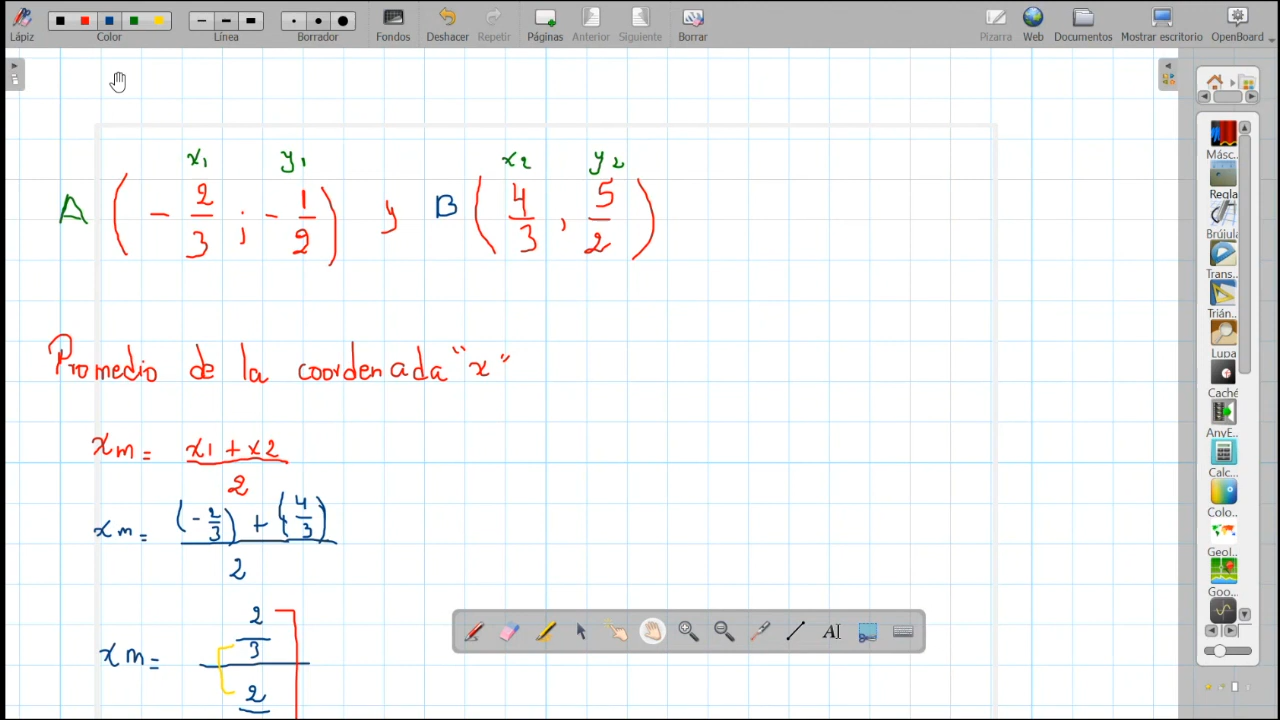 Lápiz Color Línea Borrador Fondos Deshacer Repetir Páginas Anterior Siguiente Borrar Pizarra Web Documentos Mostrar escritorio OpenBoard
x1 y1 x2 y2
A (- 2/3 ; - 1/2) y B (4/3 , 5/2)
Promedio de la coordenada "x"
xm = x1 + x2
2
xm = (-2/3) + (4/3)
2
xm = 2
3
2
Másc...
Regla
Brújula
Trans...
Trián...
Lupa
Caché
AnyE...
Calc...
Colo...
Geol...
Goo...
AI